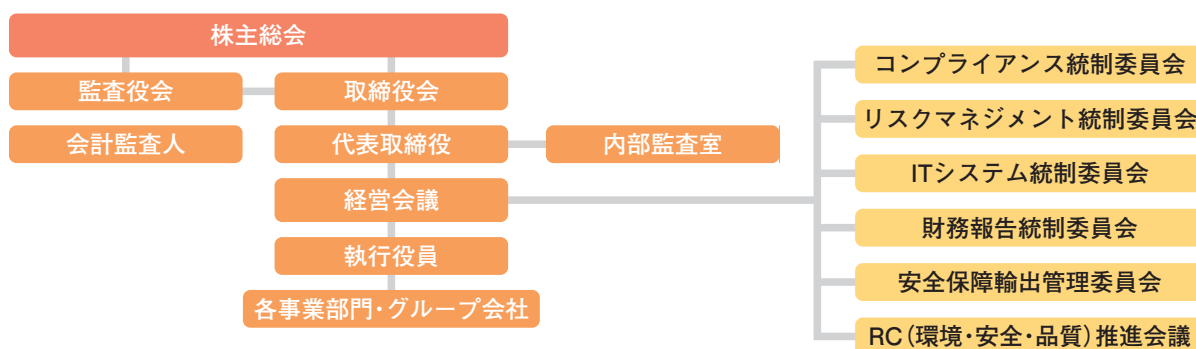 株主総会
監査役会
取締役会
会計監査人
代表取締役
内部監査室
経営会議
執行役員
各事業部門・グループ会社
コンプライアンス統制委員会
リスクマネジメント統制委員会
ITシステム統制委員会
財務報告統制委員会
安全保障輸出管理委員会
RC（環境・安全・品質）推進会議